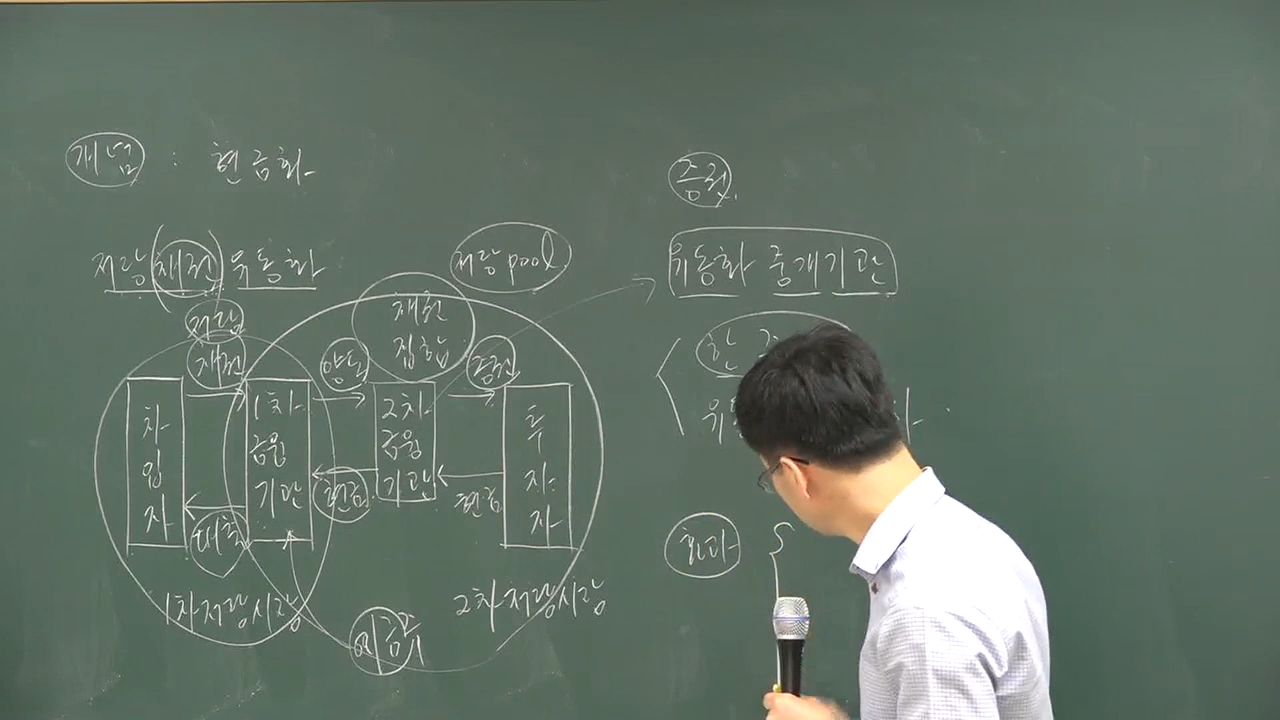 개념 : 현금화
저당(채권)유동화
저당
채권
양도
저당 pool
채권
집합
증권
차입자
1차
금융
기관
2차
금융
기관
투자자
대출
현금
현금
1차저당시장
2차저당시장
증권
유동화 중개기관
한
유
효과